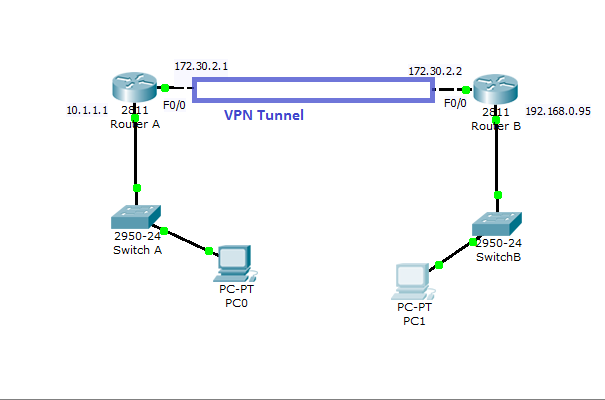 172.30.2.1
172.30.2.2
10.1.1.1
F0/0
F0/0
192.168.0.95
2811
Router A
VPN Tunnel
2811
Router B
2950-24
Switch A
2950-24
SwitchB
PC-PT
PC0
PC-PT
PC1